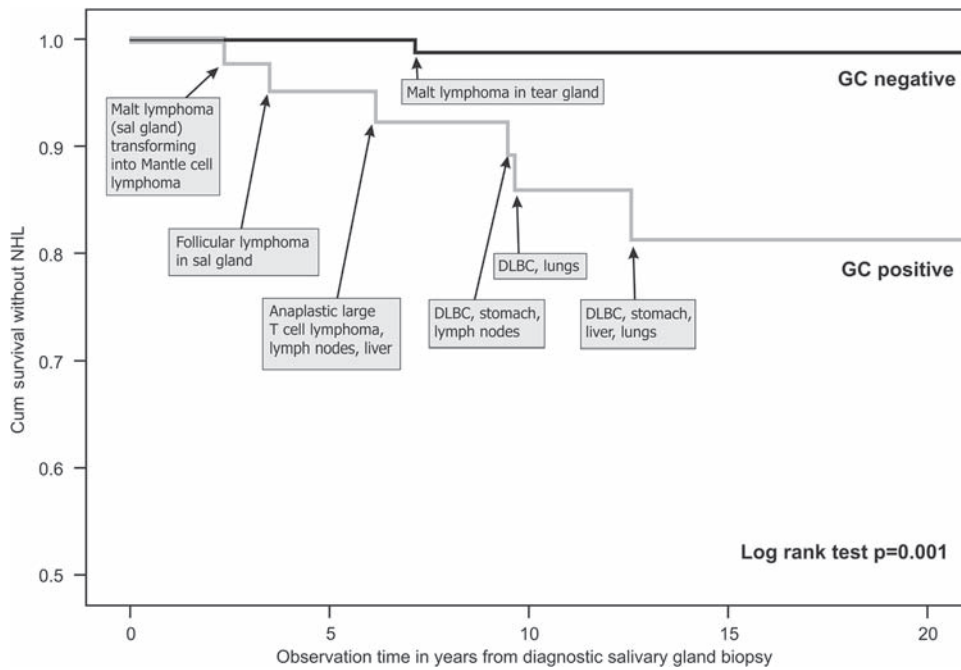 Cum survival without NHL
1.0
0.9
0.8
0.7
0.6
0.5
Malt lymphoma
(sal gland)
transforming
into Mantle cell
lymphoma
Follicular lymphoma
in sal gland
Anaplastic large
T cell lymphoma,
lymph nodes, liver
Malt lymphoma in tear gland
DLBC, stomach,
lymph nodes
DLBC, lungs
DLBC, stomach,
liver, lungs
GC negative
GC positive
Log rank test p=0.001
0
5
10
15
20
Observation time in years from diagnostic salivary gland biopsy